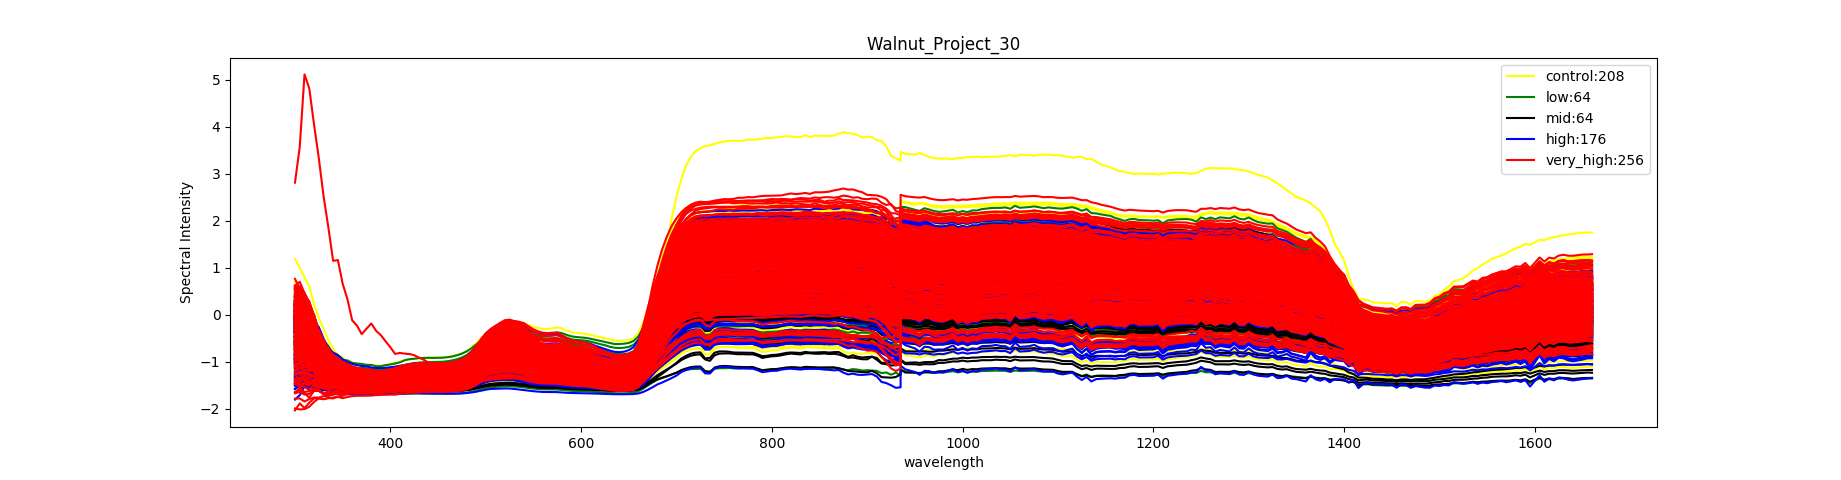 Walnut_Project_30
Spectral Intensity
5
4
3
2
1
0
−1
−2
control:208
low:64
mid:64
high:176
very_high:256
400
600
800
1000
1200
1400
1600
wavelength